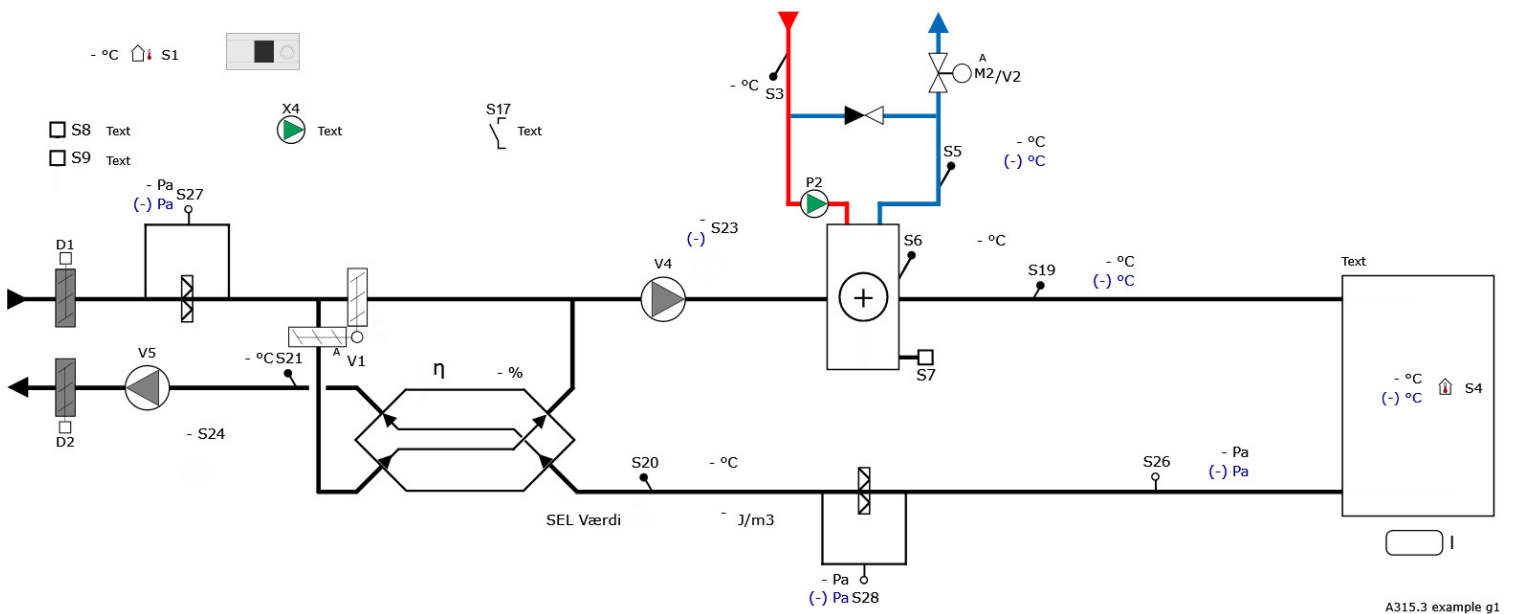 - °C S1
S8 Text
S9 Text
X4 Text
S17 Text
- °C S3
A
M2/V2
S5 - °C
(-) °C
P2
- Pa
(-) Pa S27
D1
- S23
(-)
V4
S6 - °C
S19 - °C
(-) °C
Text
A V1
V5
- °C S21
η - %
S7
D2
- S24
- °C
(-) °C S4
S20 - °C
S26 - Pa
(-) Pa
SEL Værdi - J/m3
I
- Pa
(-) Pa S28
A315.3 example g1